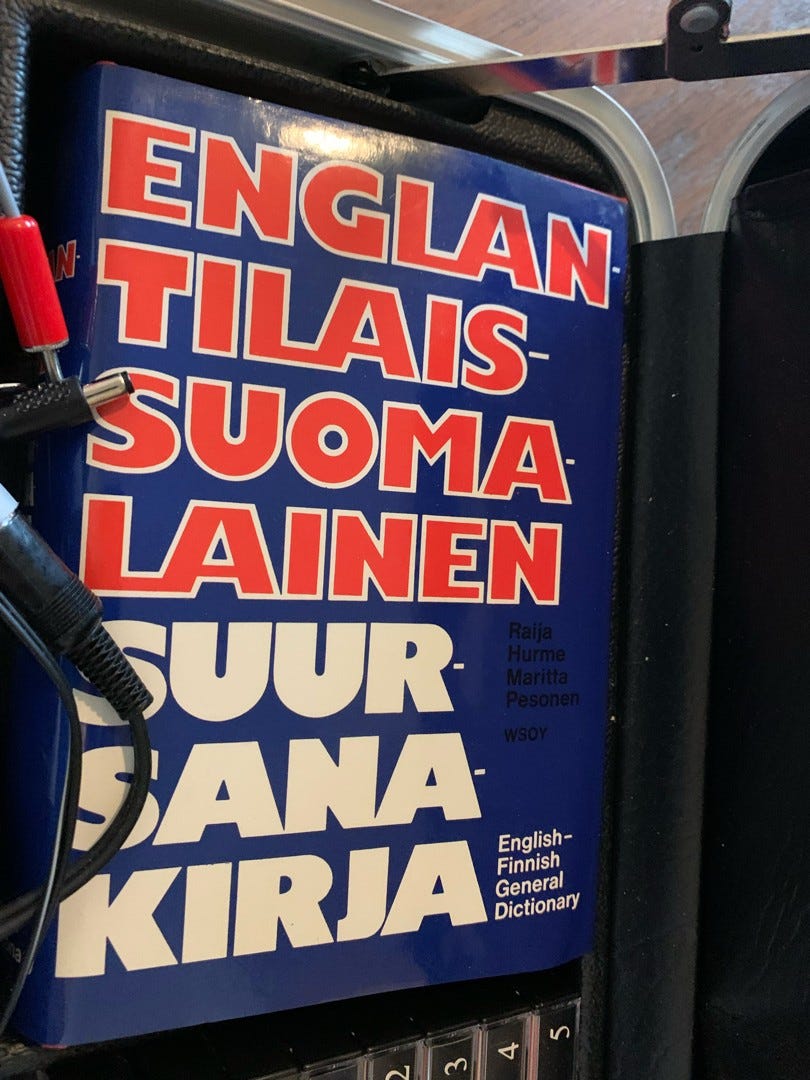 ENGLAN-
TILAIS-
SUOMA-
LAINEN
SUUR-
SANA-
KIRJA
Raija
Hurme
Maritta
Pesonen
WSOY
English-
Finnish
General
Dictionary
2
3
4
5